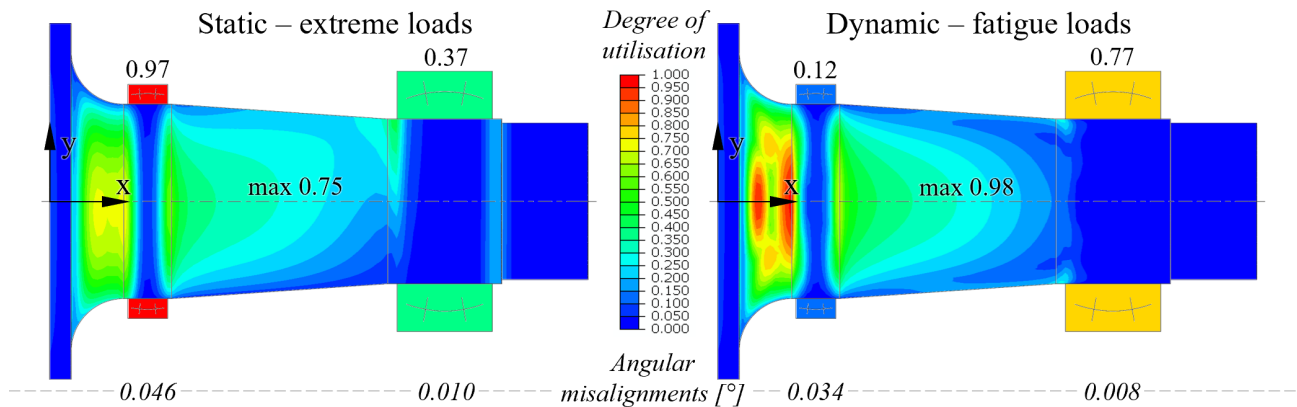 Static – extreme loads
Degree of
utilisation
Dynamic – fatigue loads
0.97
0.37
0.12
0.77
1.000
0.950
0.900
0.850
0.800
0.750
0.700
0.650
0.600
0.550
0.500
0.450
0.400
0.350
0.300
0.250
0.200
0.150
0.100
0.050
0.000
y
x
max 0.75
y
x
max 0.98
Angular
misalignments [°]
0.046
0.010
0.034
0.008